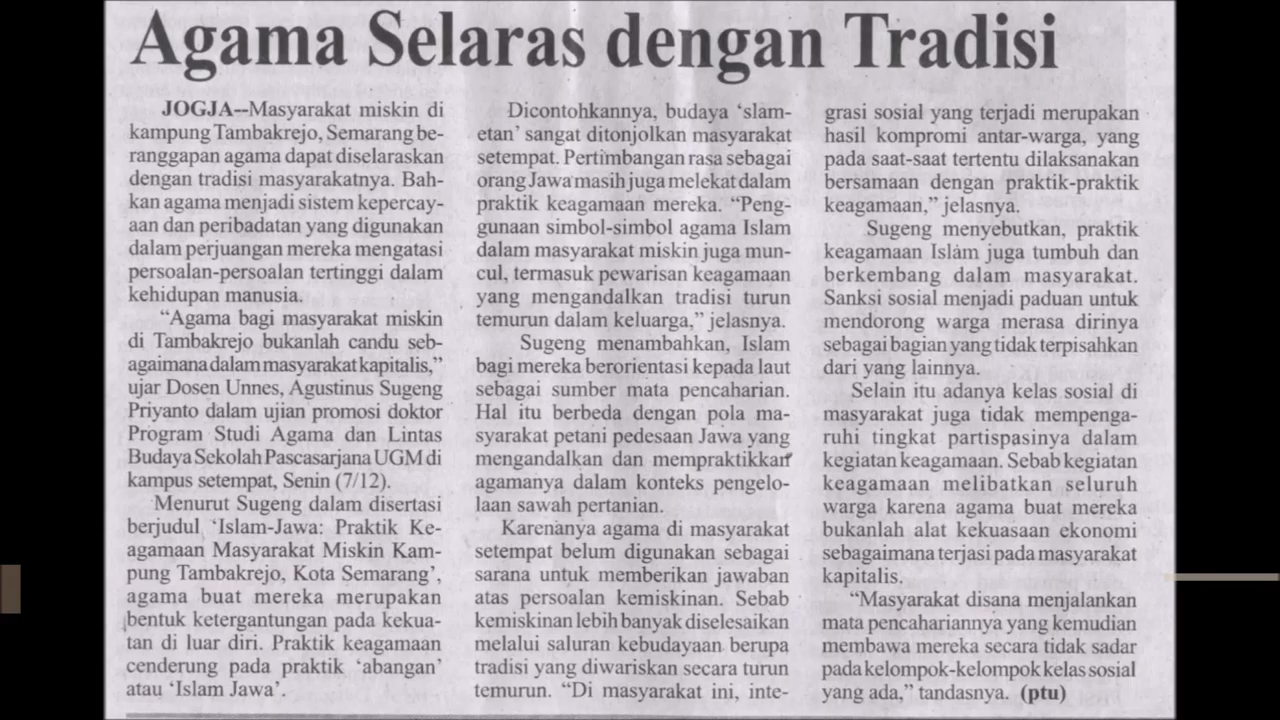 Agama Selaras dengan Tradisi
JOGJA--Masyarakat miskin di
kampung Tambakrejo, Semarang be-
ranggapan agama dapat diselaraskan
dengan tradisi masyarakatnya. Bah-
kan agama menjadi sistem kepercay-
aan dan peribadatan yang digunakan
dalam perjuangan mereka mengatasi
persoalan-persoalan tertinggi dalam
kehidupan manusia.
“Agama bagi masyarakat miskin
di Tambakrejo bukanlah candu seb-
agaimana dalam masyarakat kapitalis,”
ujar Dosen Unnes, Agustinus Sugeng
Priyanto dalam ujian promosi doktor
Program Studi Agama dan Lintas
Budaya Sekolah Pascasarjana UGM di
kampus setempat, Senin (7/12).
Menurut Sugeng dalam disertasi
berjudul ‘Islam-Jawa: Praktik Ke-
agamaan Masyarakat Miskin Kam-
pung Tambakrejo, Kota Semarang’,
agama buat mereka merupakan
bentuk ketergantungan pada kekua-
tan di luar diri. Praktik keagamaan
cenderung pada praktik ‘abangan’
atau ‘Islam Jawa’.
Dicontohkannya, budaya ‘slam-
etan’ sangat ditonjolkan masyarakat
setempat. Pertimbangan rasa sebagai
orang Jawa masih juga melekat dalam
praktik keagamaan mereka. “Peng-
gunaan simbol-simbol agama Islam
dalam masyarakat miskin juga mun-
cul, termasuk pewarisan keagamaan
yang mengandalkan tradisi turun
temurun dalam keluarga,” jelasnya.
Sugeng menambahkan, Islam
bagi mereka berorientasi kepada laut
sebagai sumber mata pencaharian.
Hal itu berbeda dengan pola ma-
syarakat petani pedesaan Jawa yang
mengandalkan dan mempraktikkan
agamanya dalam konteks pengelo-
laan sawah pertanian.
Karenanya agama di masyarakat
setempat belum digunakan sebagai
sarana untuk memberikan jawaban
atas persoalan kemiskinan. Sebab
kemiskinan lebih banyak diselesaikan
melalui saluran kebudayaan berupa
tradisi yang diwariskan secara turun
temurun. “Di masyarakat ini, inte-
grasi sosial yang terjadi merupakan
hasil kompromi antar-warga, yang
pada saat-saat tertentu dilaksanakan
bersamaan dengan praktik-praktik
keagamaan,” jelasnya.
Sugeng menyebutkan, praktik
keagamaan Islam juga tumbuh dan
berkembang dalam masyarakat.
Sanksi sosial menjadi paduan untuk
mendorong warga merasa dirinya
sebagai bagian yang tidak terpisahkan
dari yang lainnya.
Selain itu adanya kelas sosial di
masyarakat juga tidak mempenga-
ruhi tingkat partispasinya dalam
kegiatan keagamaan. Sebab kegiatan
keagamaan melibatkan seluruh
warga karena agama buat mereka
bukanlah alat kekuasaan ekonomi
sebagaimana terjasi pada masyarakat
kapitalis.
“Masyarakat disana menjalankan
mata pencahariannya yang kemudian
membawa mereka secara tidak sadar
pada kelompok-kelompok kelas sosial
yang ada,” tandasnya. (ptu)